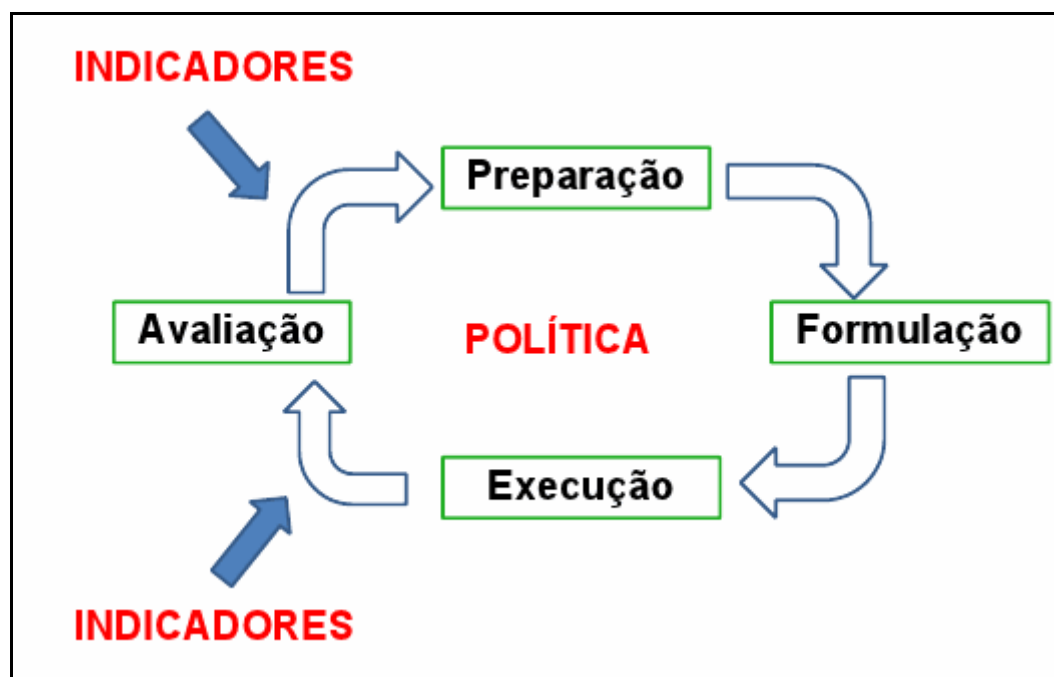 INDICADORES
Preparação
Avaliação
POLÍTICA
Formulação
Execução
INDICADORES